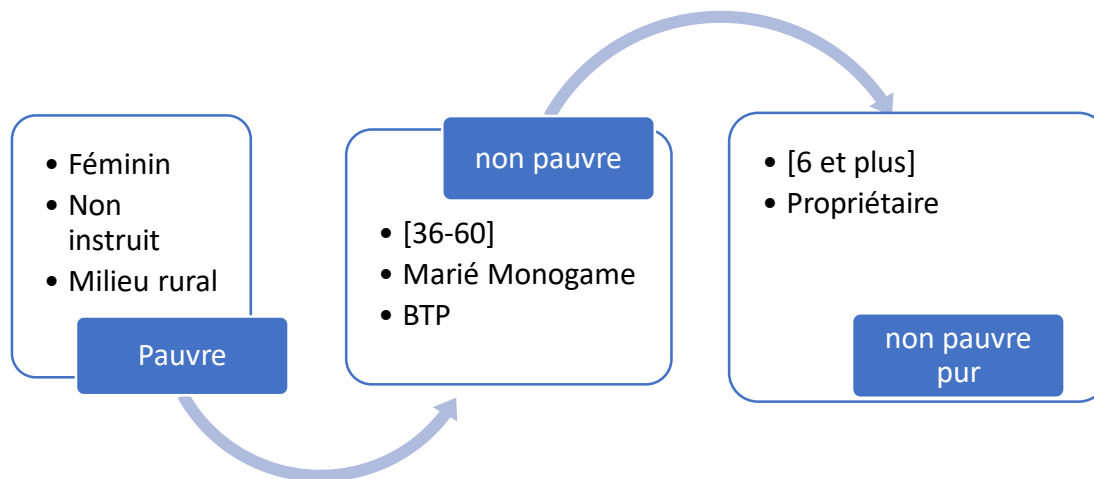 • Féminin
• Non
instruit
• Milieu rural
Pauvre
non pauvre
• [36-60]
• Marié Monogame
• BTP
• [6 et plus]
• Propriétaire
non pauvre
pur